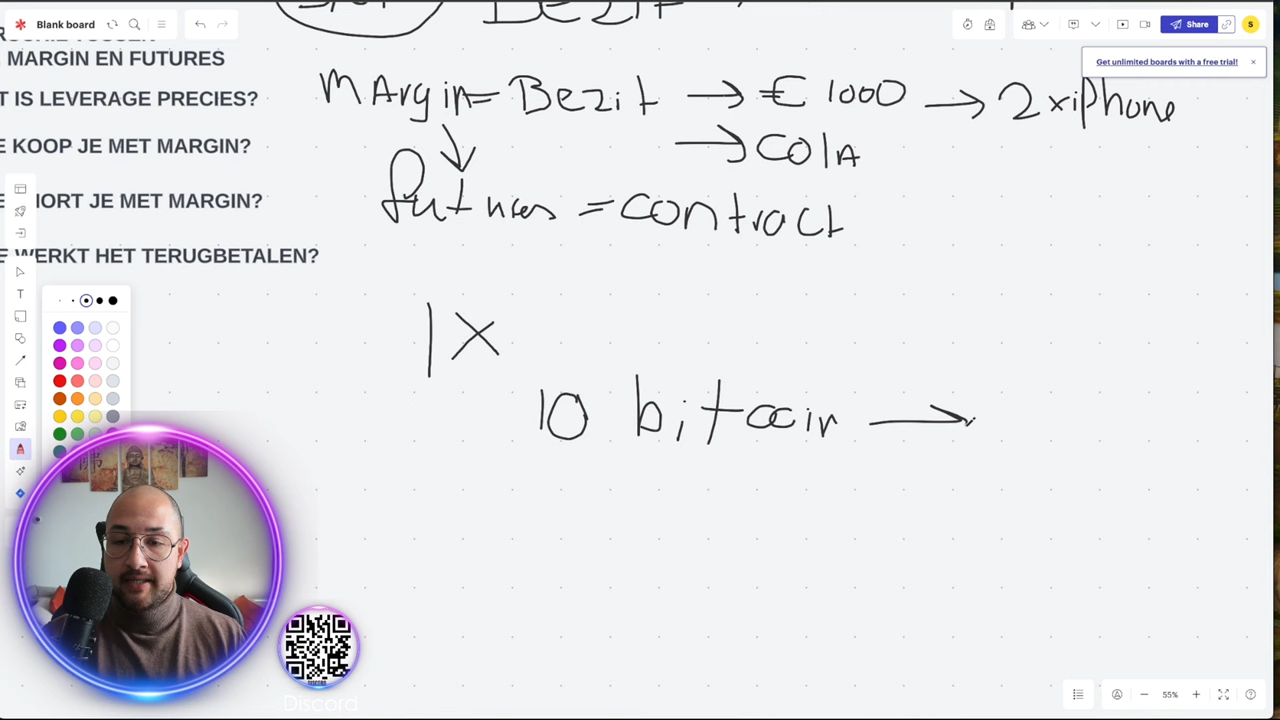 Blank board
Share
S
Get unlimited boards with a free trial!
Bezit
MARGIN EN FUTURES
T IS LEVERAGE PRECIES?
E KOOP JE MET MARGIN?
HORT JE MET MARGIN?
E WERKT HET TERUGBETALEN?
MArgin = Bezit → € 1000 → 2 x iPhone
→ COlA
↓
futures = contract
1X
10 bitcoin →
Discord
55%